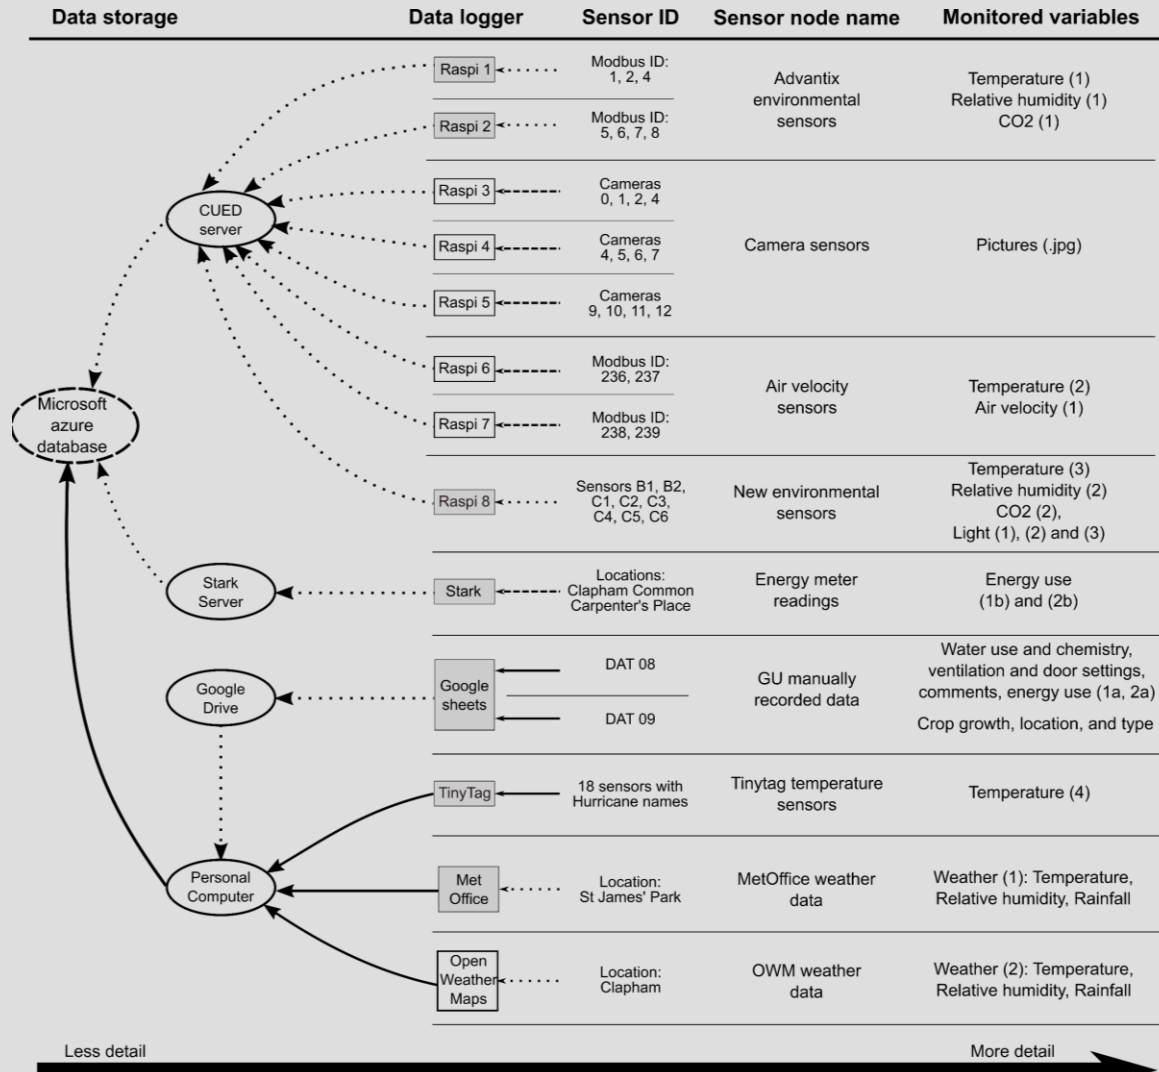 Data storage
Data logger
Sensor ID
Sensor node name
Monitored variables
Raspi 1
Modbus ID:
1, 2, 4
Raspi 2
Modbus ID:
5, 6, 7, 8
Advantix
environmental
sensors
Temperature (1)
Relative humidity (1)
CO2 (1)
CUED
server
Raspi 3
Cameras
0, 1, 2, 4
Raspi 4
Cameras
4, 5, 6, 7
Raspi 5
Cameras
9, 10, 11, 12
Camera sensors
Pictures (.jpg)
Raspi 6
Modbus ID:
236, 237
Raspi 7
Modbus ID:
238, 239
Air velocity
sensors
Temperature (2)
Air velocity (1)
Microsoft
azure
database
Raspi 8
Sensors B1, B2,
C1, C2, C3,
C4, C5, C6
New environmental
sensors
Temperature (3)
Relative humidity (2)
CO2 (2),
Light (1), (2) and (3)
Stark
Server
Stark
Locations:
Clapham Common
Carpenter's Place
Energy meter
readings
Energy use
(1b) and (2b)
Google
Drive
Google
sheets
DAT 08
DAT 09
GU manually
recorded data
Water use and chemistry,
ventilation and door settings,
comments, energy use (1a, 2a)
Crop growth, location, and type
TinyTag
18 sensors with
Hurricane names
Tinytag temperature
sensors
Temperature (4)
Personal
Computer
Met
Office
Location:
St James' Park
MetOffice weather
data
Weather (1): Temperature,
Relative humidity, Rainfall
Open
Weather
Maps
Location:
Clapham
OWM weather
data
Weather (2): Temperature,
Relative humidity, Rainfall
Less detail
More detail